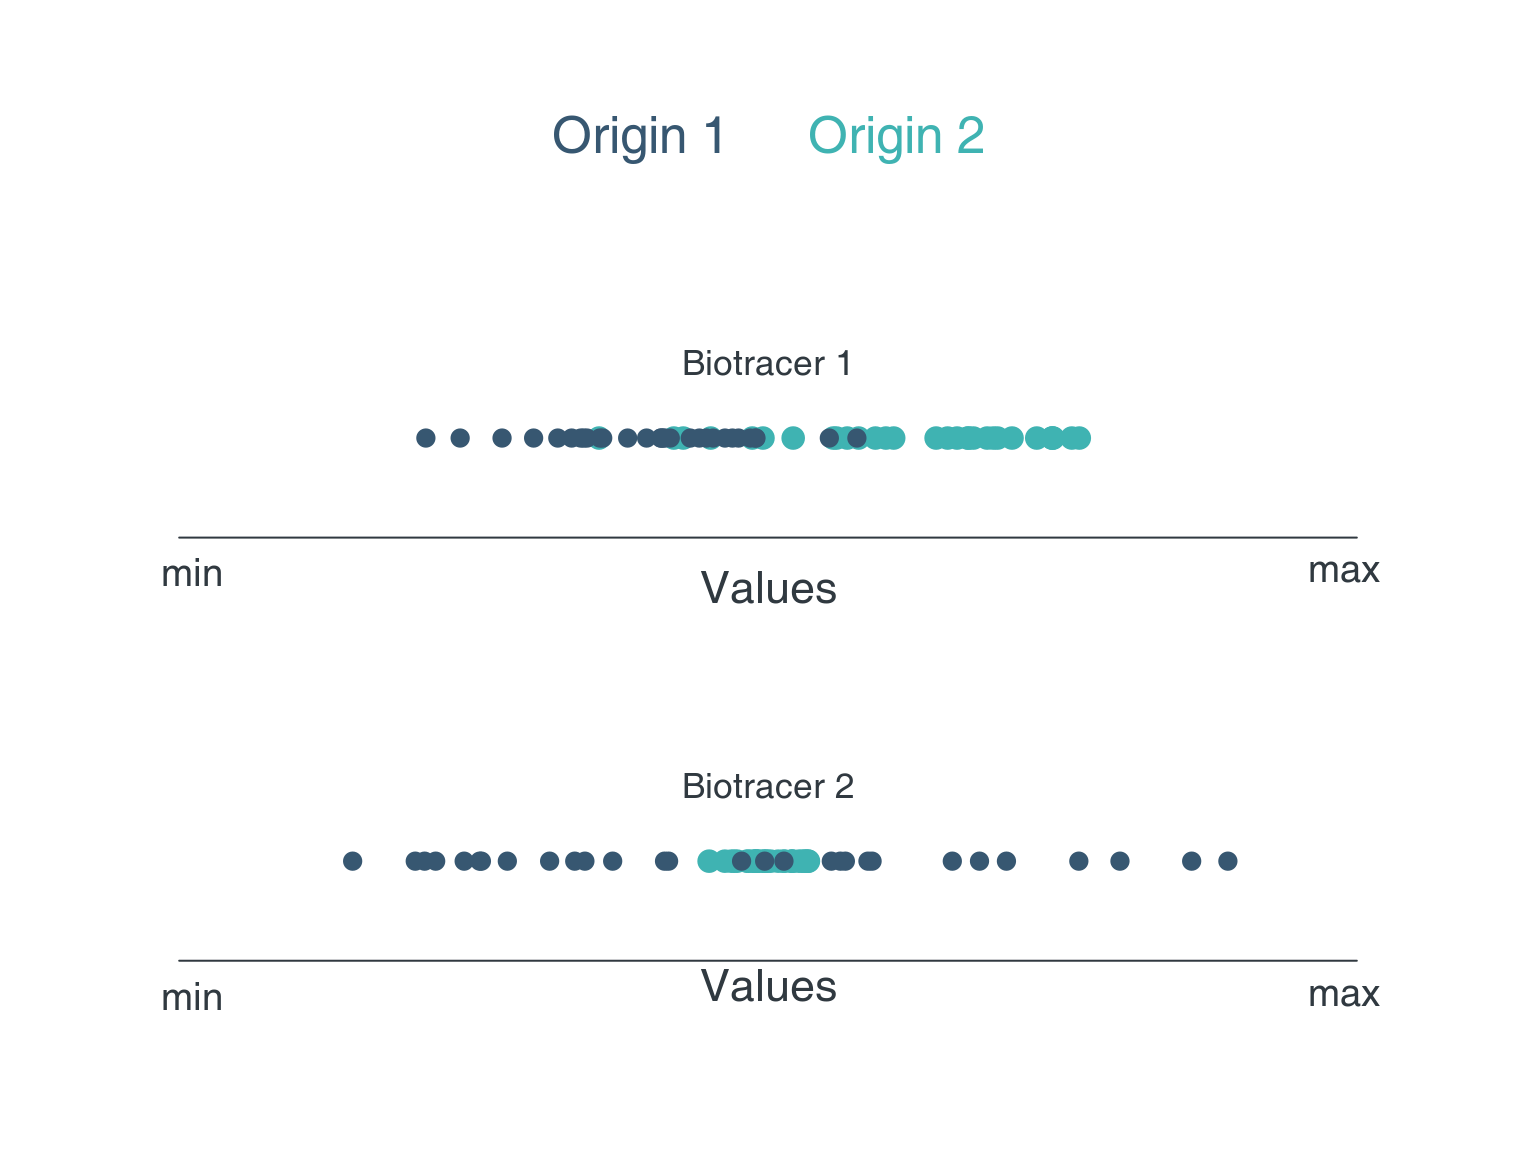 Origin 1 Origin 2
Biotracer 1
min Values max
Biotracer 2
min Values max